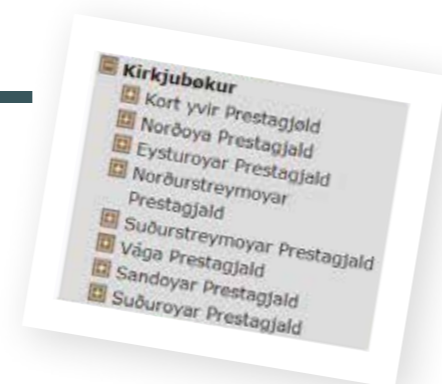 Kirkjubøkur
Kort yvir Prestagjøld
Norðoya Prestagjald
Eysturoyar Prestagjald
Norðurstreymoyar
Prestagjald
Suðurstreymoyar Prestagjald
Vága Prestagjald
Sandoyar Prestagjald
Suðuroyar Prestagjald